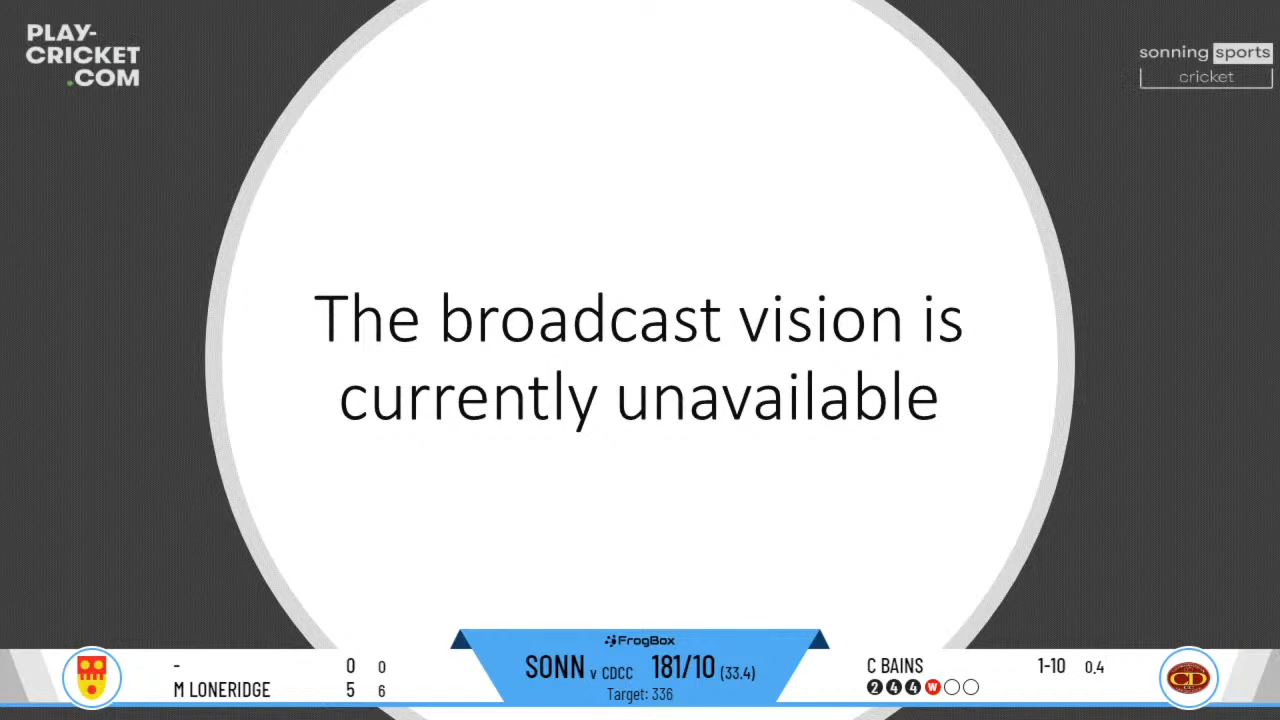 PLAY-
CRICKET
.COM
sonning sports
cricket
The broadcast vision is
currently unavailable
FrogBox
- 0 0
M LONERIDGE 5 6
SONN v CDCC 181/10 (33.4)
Target: 336
C BAINS 1-10 0.4
2 4 4 W
CD